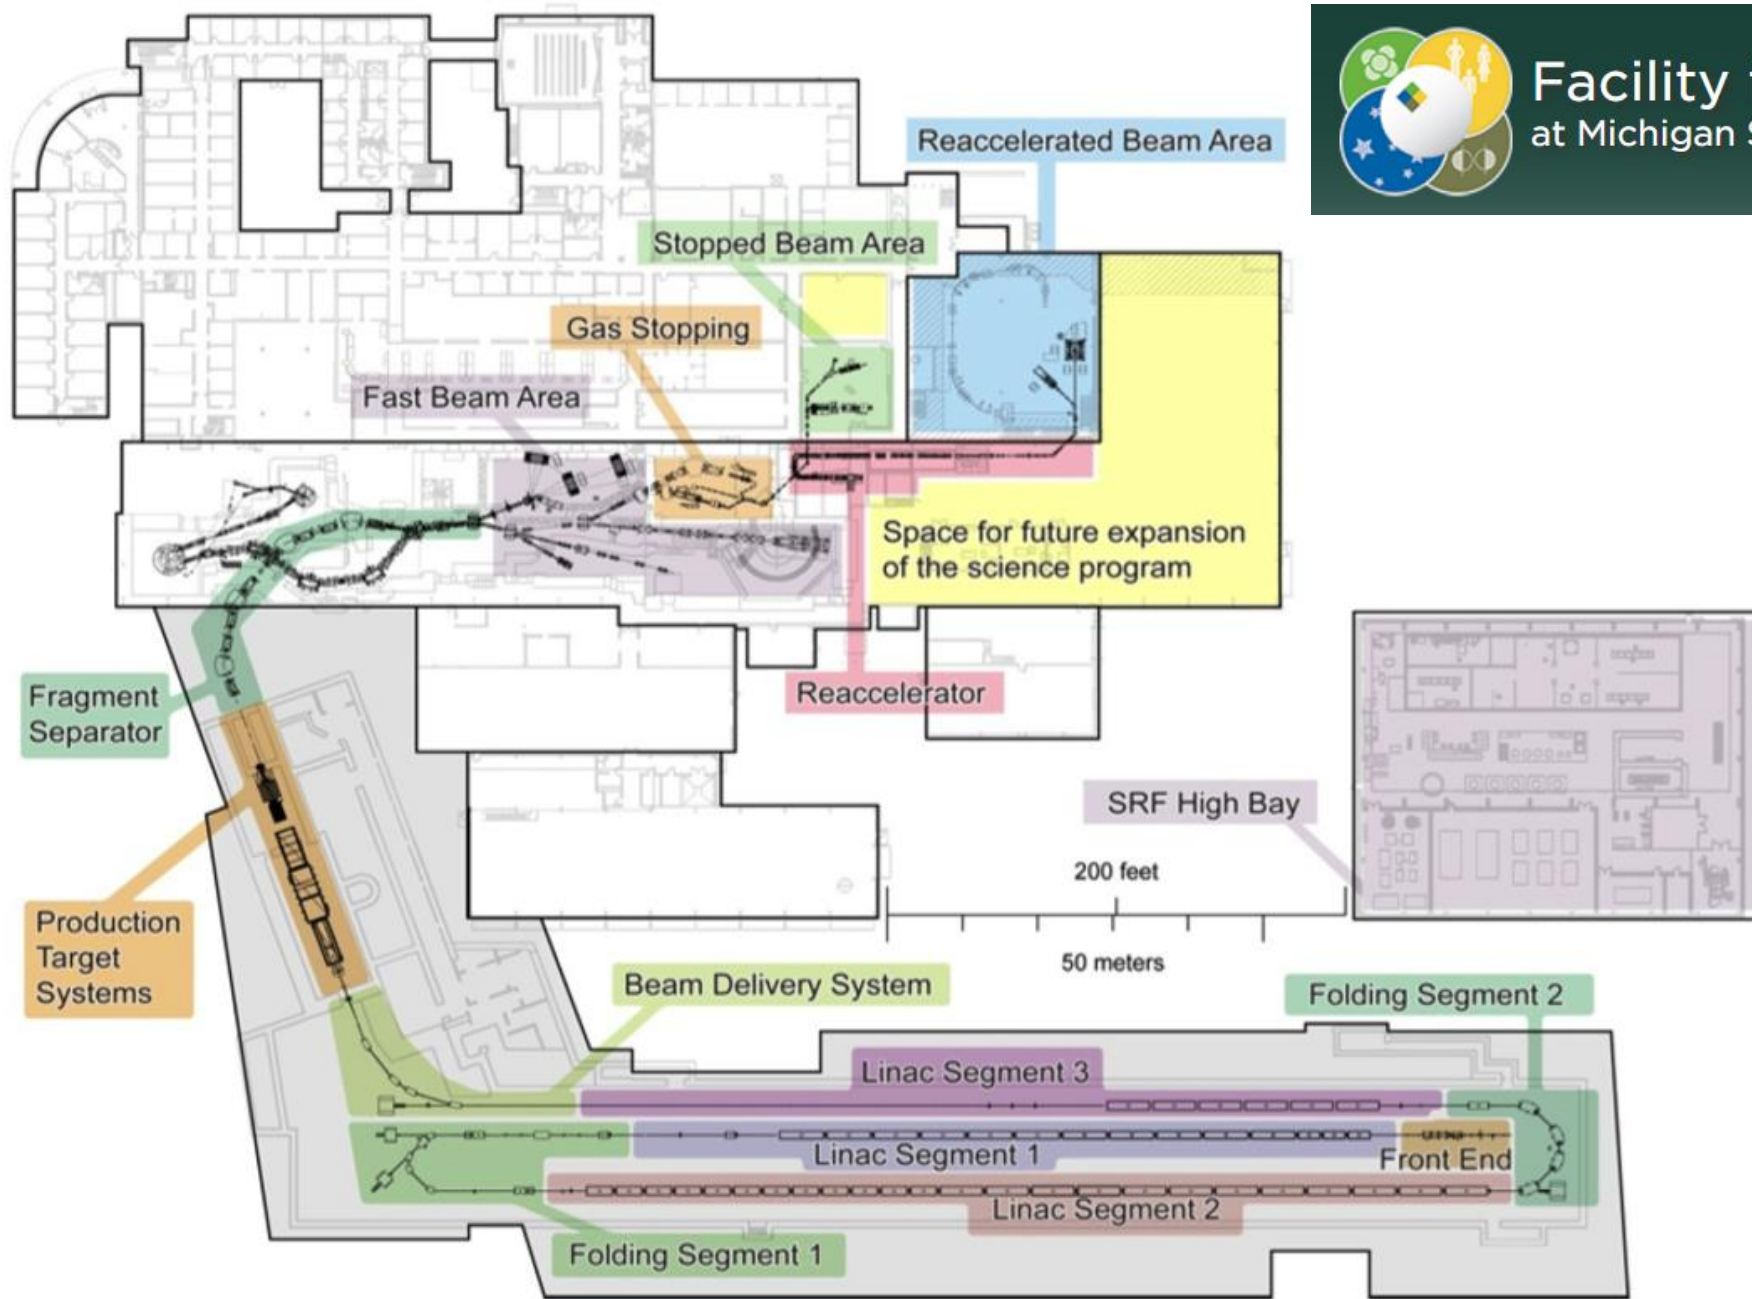 Facility
at Michigan
Reaccelerated Beam Area
Stopped Beam Area
Gas Stopping
Fast Beam Area
Space for future expansion
of the science program
Fragment
Separator
Reaccelerator
SRF High Bay
200 feet
50 meters
Production
Target
Systems
Beam Delivery System
Folding Segment 2
Linac Segment 3
Linac Segment 1
Front End
Linac Segment 2
Folding Segment 1